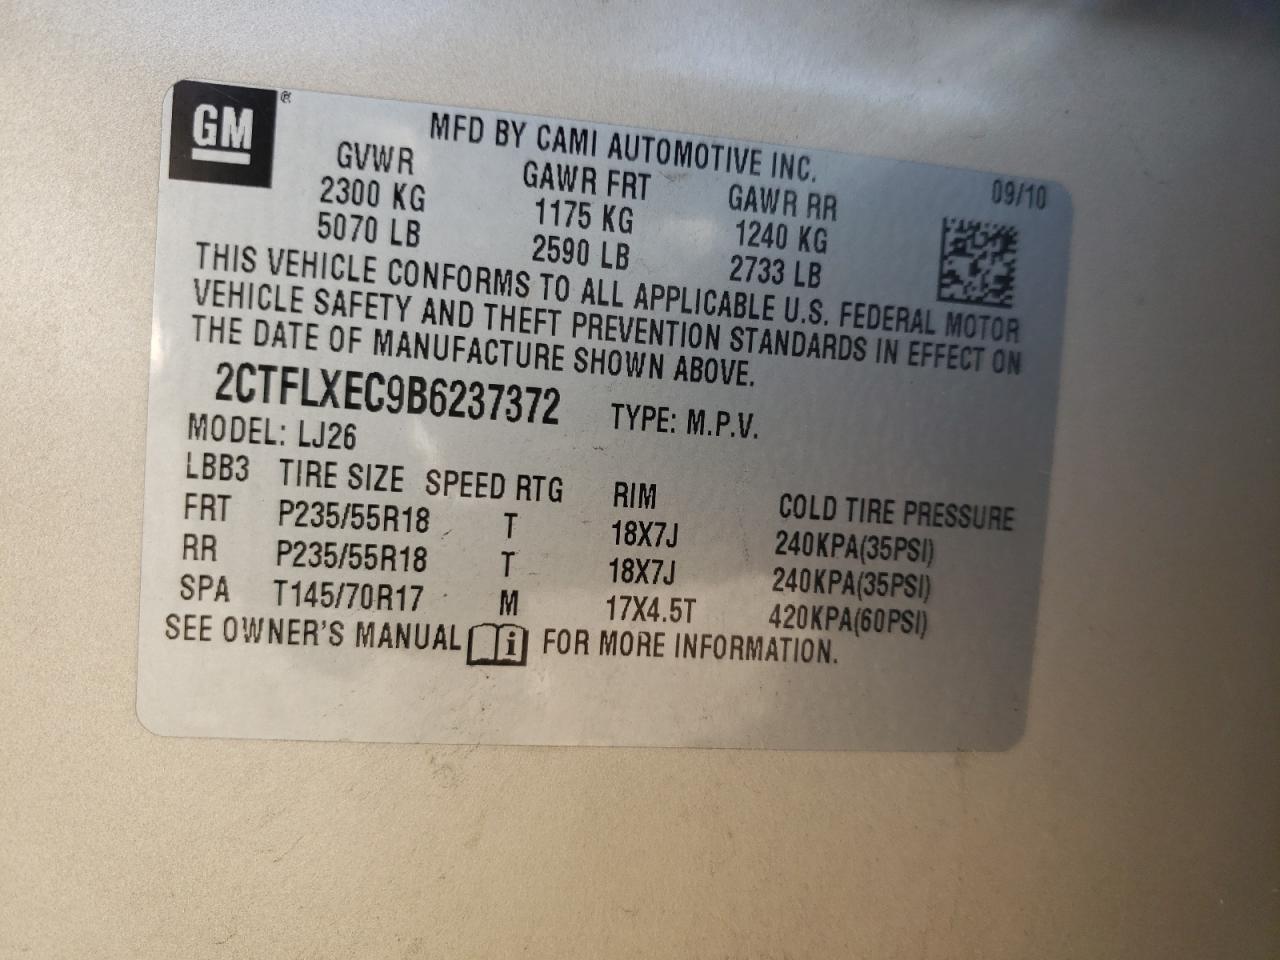 GM ®
MFD BY CAMI AUTOMOTIVE INC.
09/10
GVWR GAWR FRT GAWR RR
2300 KG 1175 KG 1240 KG
5070 LB 2590 LB 2733 LB
THIS VEHICLE CONFORMS TO ALL APPLICABLE U.S. FEDERAL MOTOR
VEHICLE SAFETY AND THEFT PREVENTION STANDARDS IN EFFECT ON
THE DATE OF MANUFACTURE SHOWN ABOVE.
2CTFLXEC9B6237372 TYPE: M.P.V.
MODEL: LJ26
LBB3 TIRE SIZE SPEED RTG RIM COLD TIRE PRESSURE
FRT P235/55R18 T 18X7J 240KPA(35PSI)
RR P235/55R18 T 18X7J 240KPA(35PSI)
SPA T145/70R17 M 17X4.5T 420KPA(60PSI)
SEE OWNER'S MANUAL i FOR MORE INFORMATION.